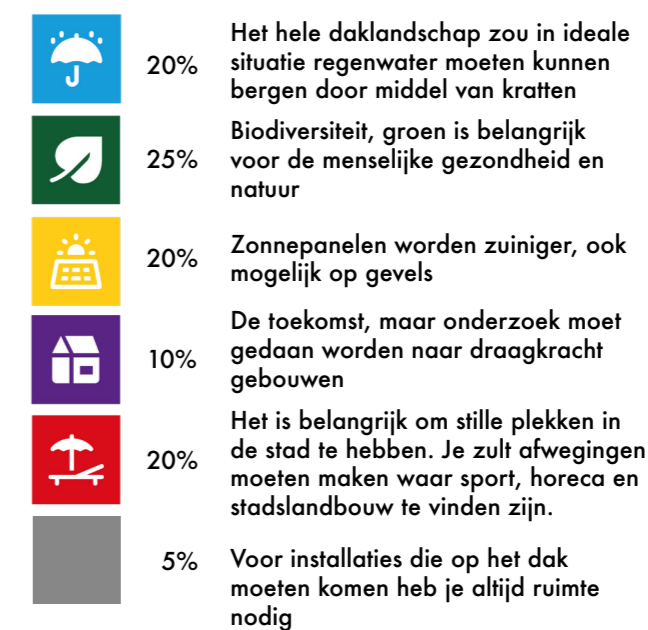 20%
Het hele daklandschap zou in ideale
situatie regenwater moeten kunnen
bergen door middel van kratten
25%
Biodiversiteit, groen is belangrijk
voor de menselijke gezondheid en
natuur
20%
Zonnepanelen worden zuiniger, ook
mogelijk op gevels
10%
De toekomst, maar onderzoek moet
gedaan worden naar draagkracht
gebouwen
20%
Het is belangrijk om stille plekken in
de stad te hebben. Je zult afwegingen
moeten maken waar sport, horeca en
stadslandbouw te vinden zijn.
5%
Voor installaties die op het dak
moeten komen heb je altijd ruimte
nodig